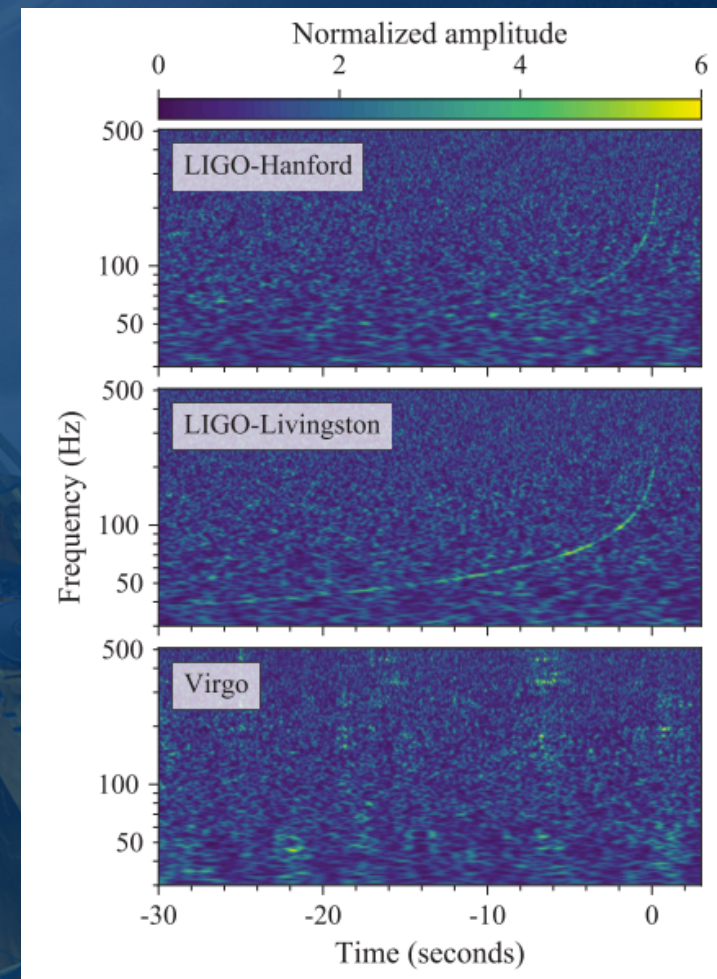 Normalized amplitude
0 2 4 6
500
LIGO-Hanford
100
50
500
LIGO-Livingston
100
50
Frequency (Hz)
500
Virgo
100
50
-30 -20 -10 0
Time (seconds)